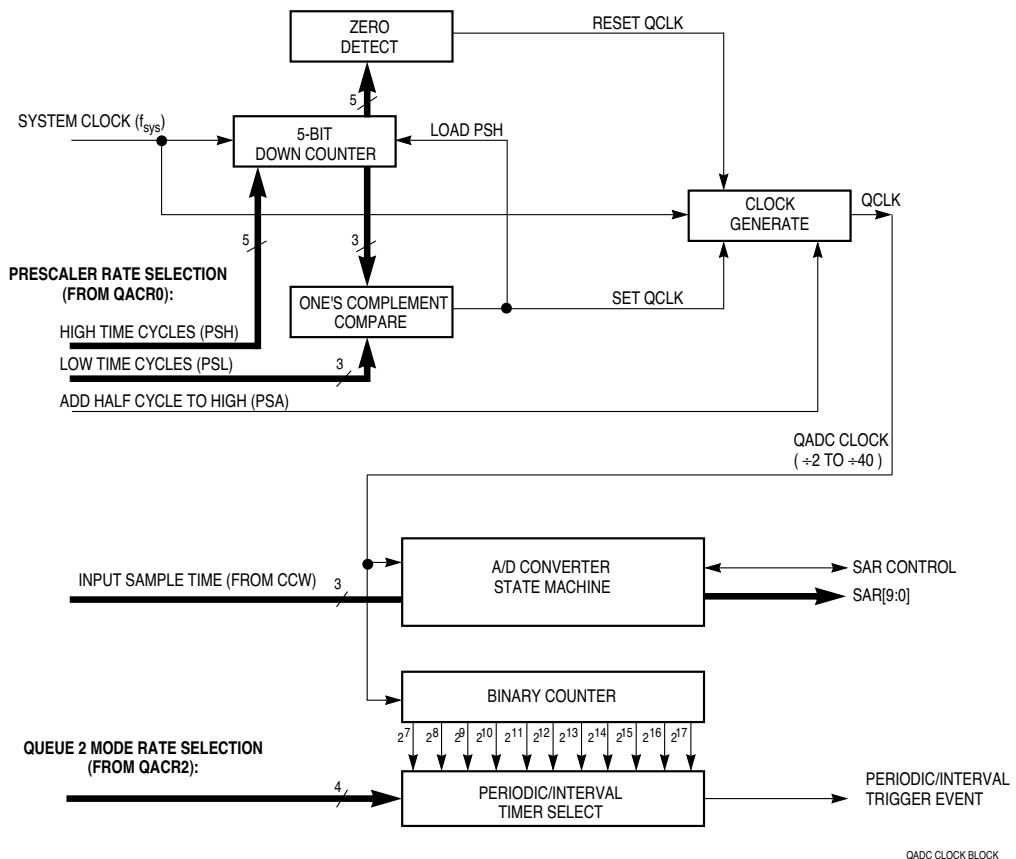 ZERO
DETECT
RESET QCLK
5
SYSTEM CLOCK (fsys)
5-BIT
DOWN COUNTER
LOAD PSH
CLOCK
GENERATE
QCLK
5
3
PRESCALER RATE SELECTION
(FROM QACR0):
ONE'S COMPLEMENT
COMPARE
SET QCLK
HIGH TIME CYCLES (PSH)
LOW TIME CYCLES (PSL)
3
ADD HALF CYCLE TO HIGH (PSA)
QADC CLOCK
( ÷2 TO ÷40 )
INPUT SAMPLE TIME (FROM CCW)
3
A/D CONVERTER
STATE MACHINE
SAR CONTROL
SAR[9:0]
BINARY COUNTER
2^7 2^8 2^9 2^10 2^11 2^12 2^13 2^14 2^15 2^16 2^17
QUEUE 2 MODE RATE SELECTION
(FROM QACR2):
4
PERIODIC/INTERVAL
TIMER SELECT
PERIODIC/INTERVAL
TRIGGER EVENT
QADC CLOCK BLOCK